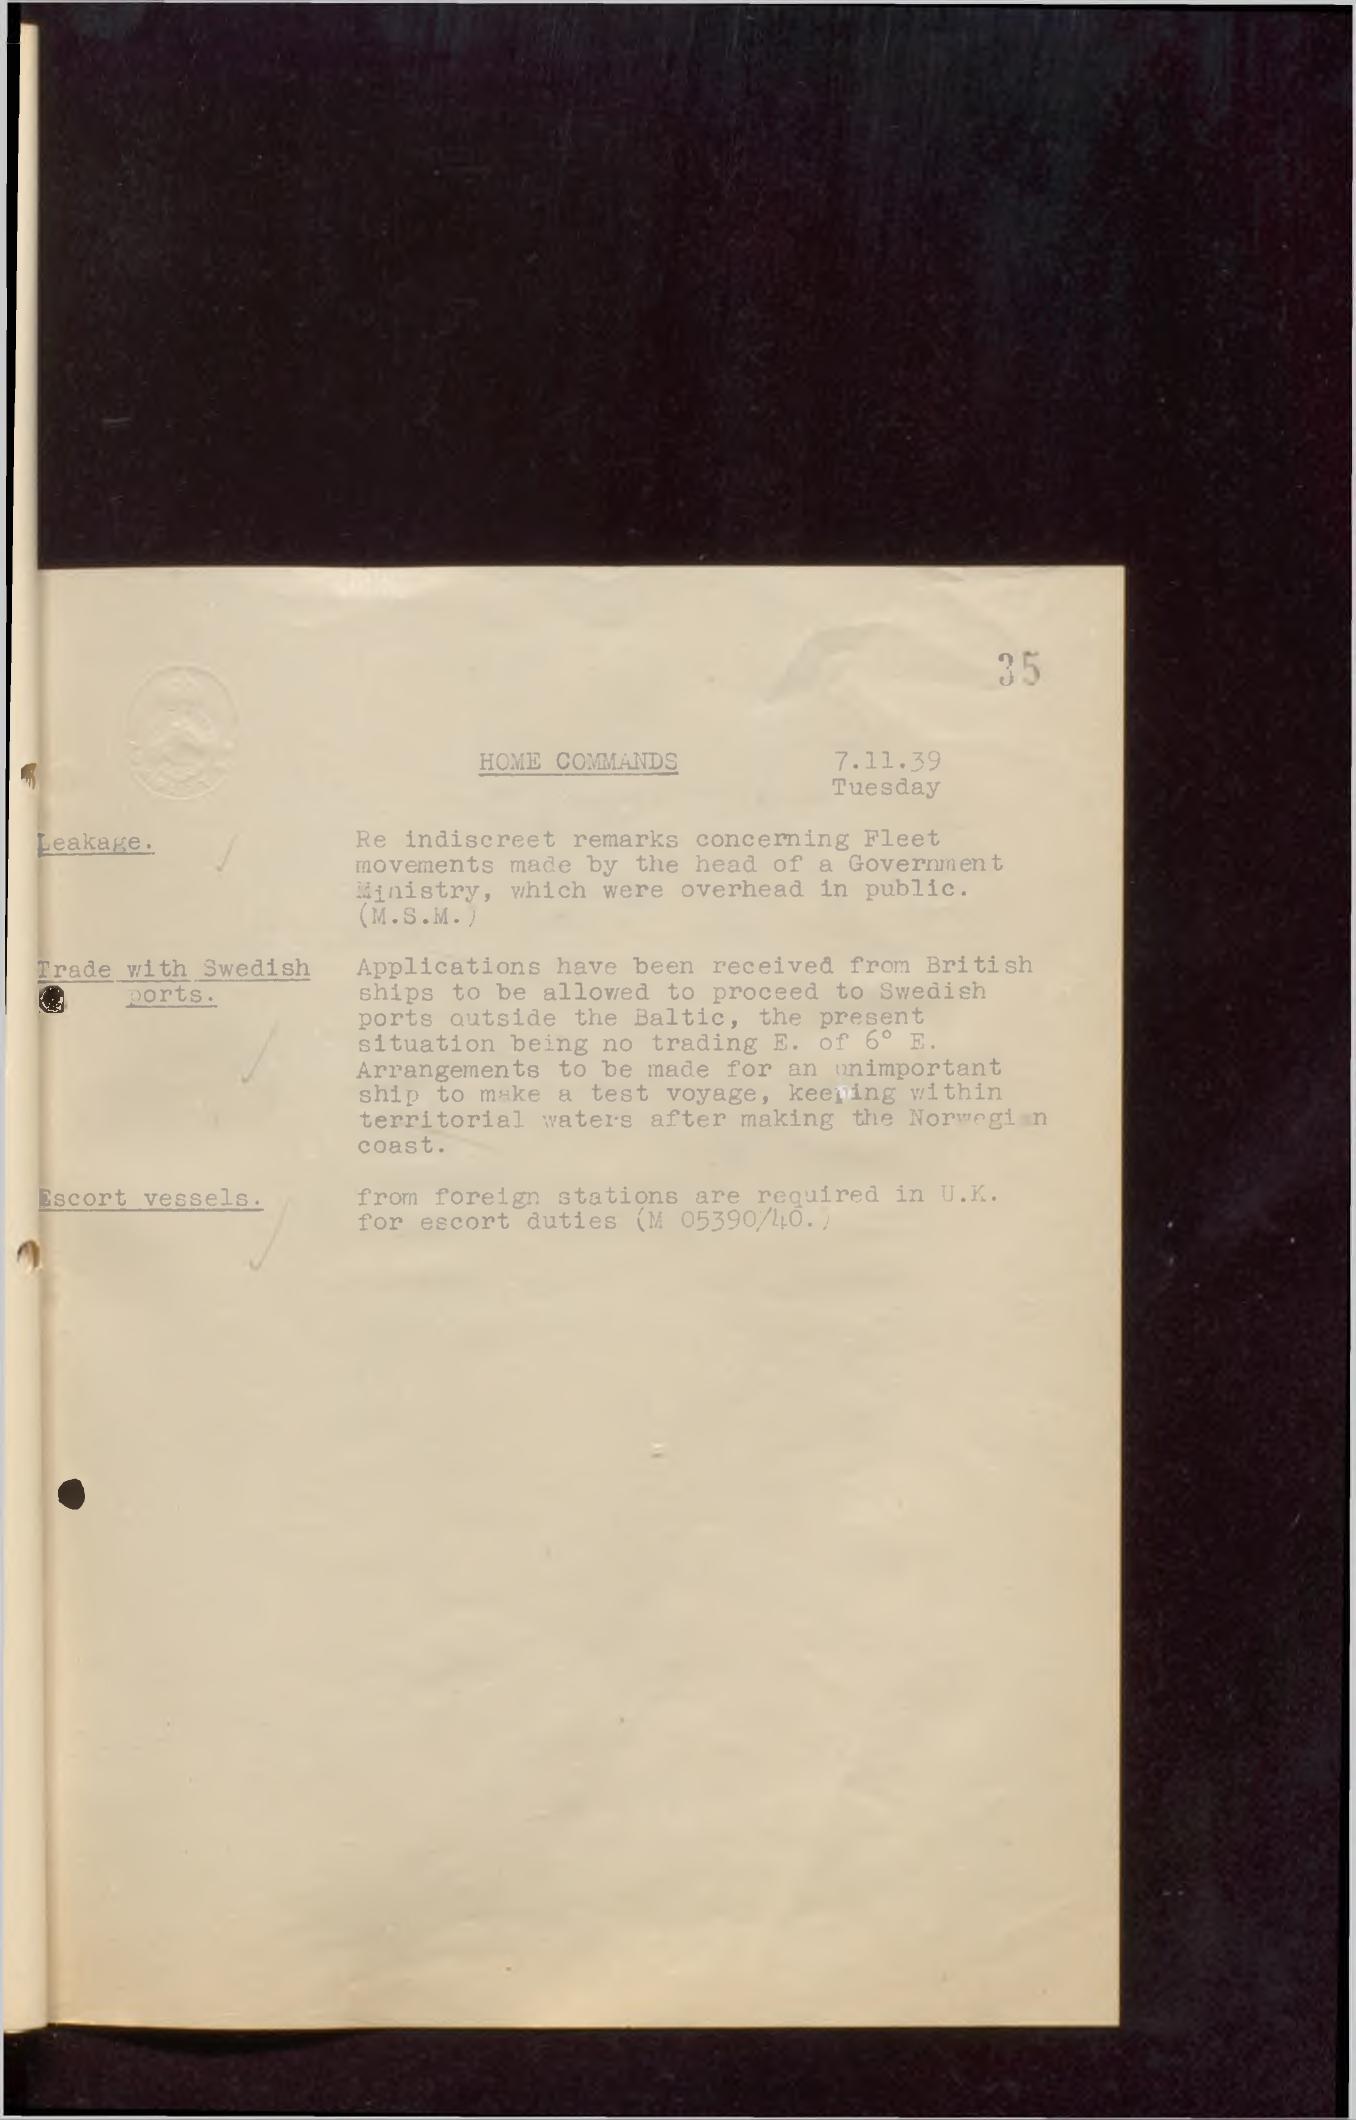 35
HOME COMMANDS 7.11.39
Tuesday
Leakage. Re indiscreet remarks concerning Fleet
movements made by the head of a Government
Ministry, which were overhead in public.
(M.S.M.)
Trade with Swedish Applications have been received from British
ports. ships to be allowed to proceed to Swedish
ports outside the Baltic, the present
situation being no trading E. of 6° E.
Arrangements to be made for an unimportant
ship to make a test voyage, keeping within
territorial waters after making the Norwegian
coast.
Escort vessels. from foreign stations are required in U.K.
for escort duties (M 05390/40.)